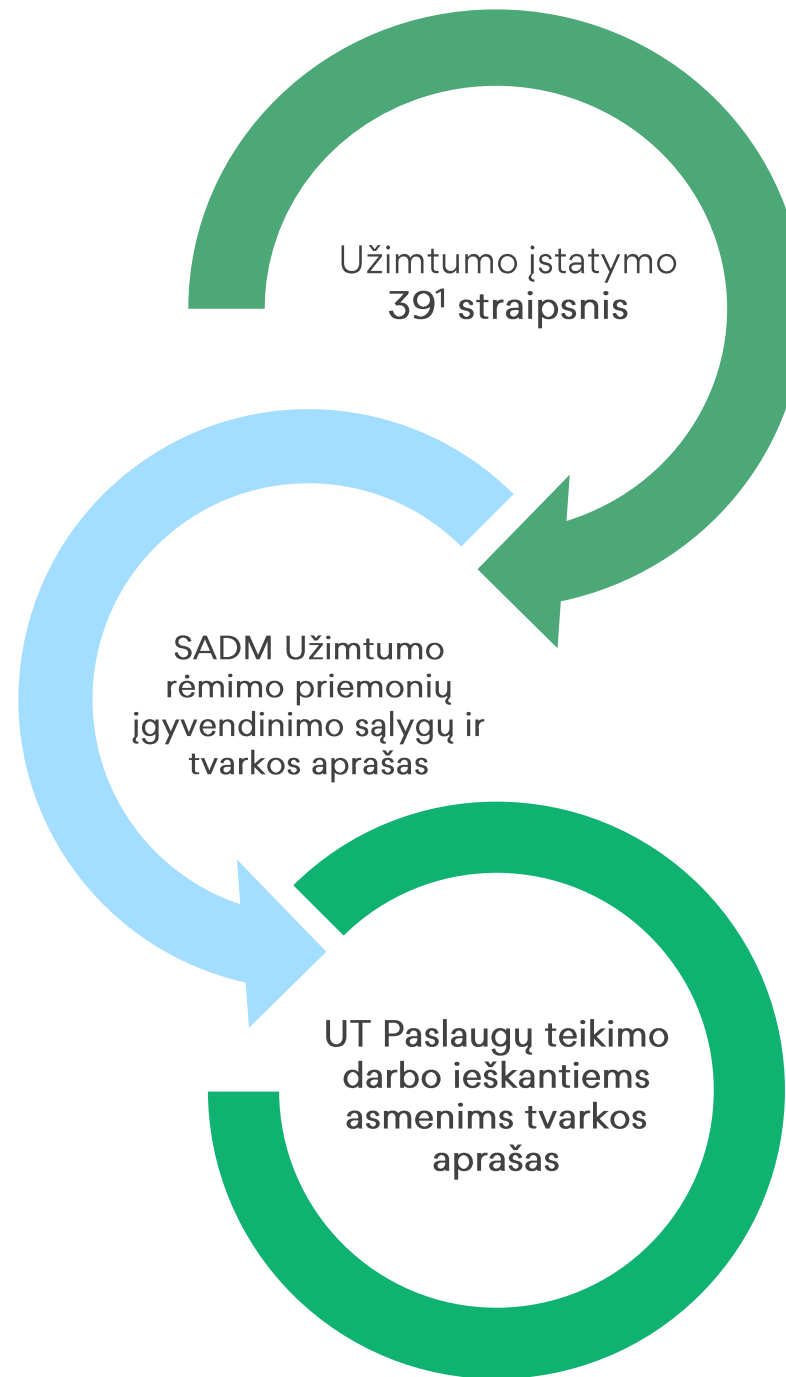 Užimtumo įstatymo
39¹ straipsnis
SADM Užimtumo
rėmimo priemonių
įgyvendinimo sąlygų ir
tvarkos aprašas
UT Paslaugų teikimo
darbo ieškantiems
asmenims tvarkos
aprašas